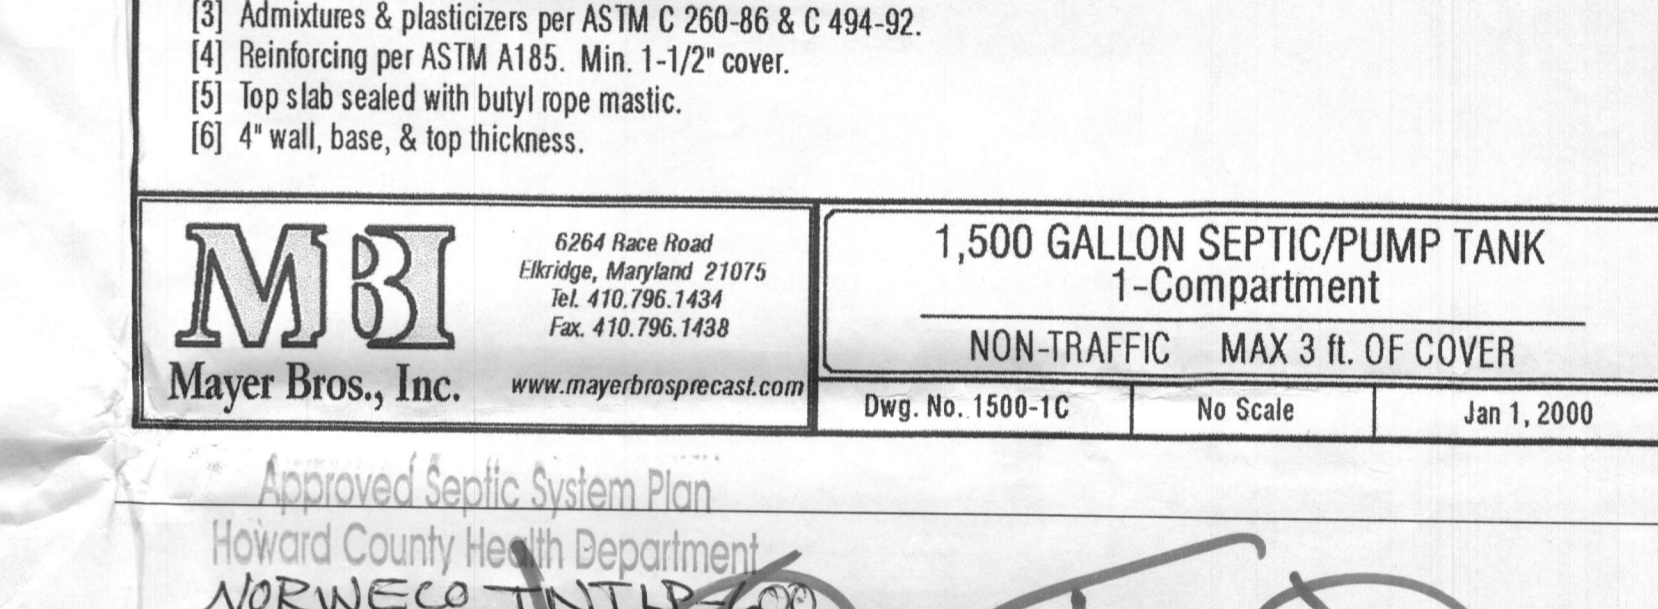 [3] Admixtures & plasticizers per ASTM C 260-86 & C 494-92.
[4] Reinforcing per ASTM A185. Min. 1-1/2" cover.
[5] Top slab sealed with butyl rope mastic.
[6] 4" wall, base, & top thickness.
MBI
Mayer Bros., Inc.
6264 Race Road
Elkridge, Maryland 21075
Tel. 410.796.1434
Fax. 410.796.1438
www.mayerbrosprecast.com
1,500 GALLON SEPTIC/PUMP TANK
1-Compartment
NON-TRAFFIC MAX 3 ft. OF COVER
Dwg. No. 1500-1C
No Scale
Jan 1, 2000
Approved Septic System Plan
Howard County Health Department
NORWECO